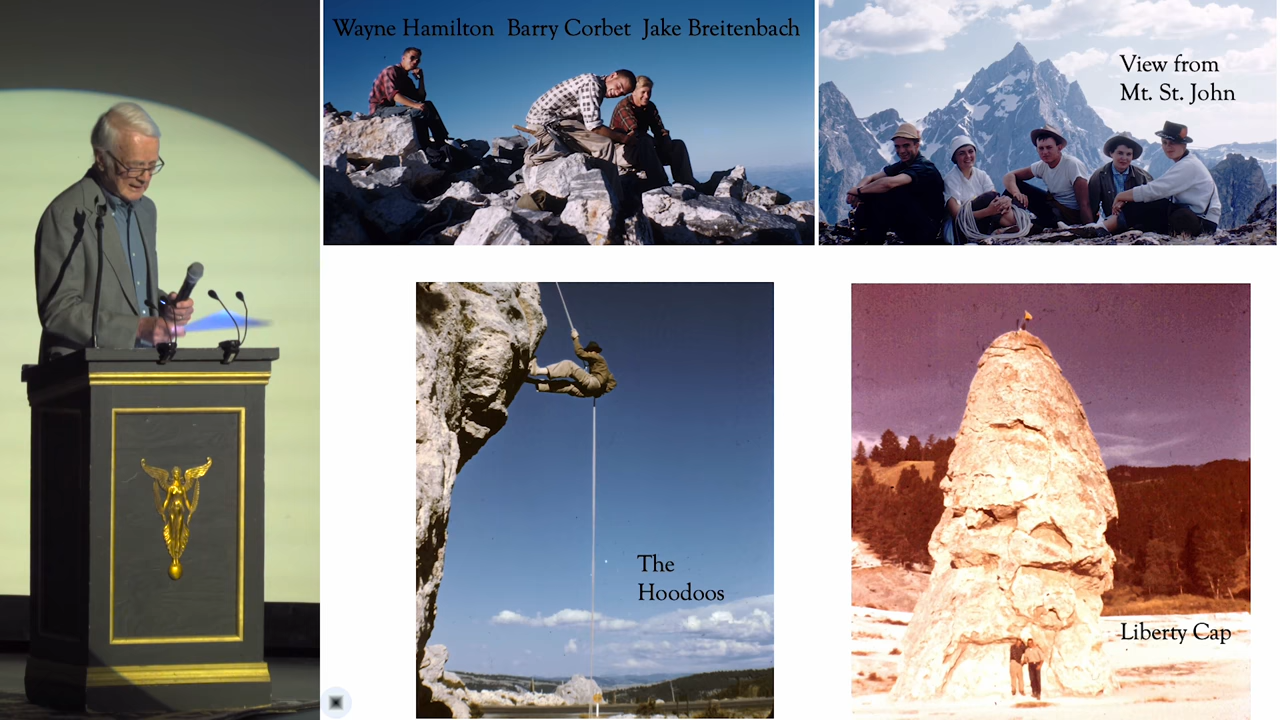 Wayne Hamilton Barry Corbet Jake Breitenbach
View from
Mt. St. John
The
Hoodoos
Liberty Cap